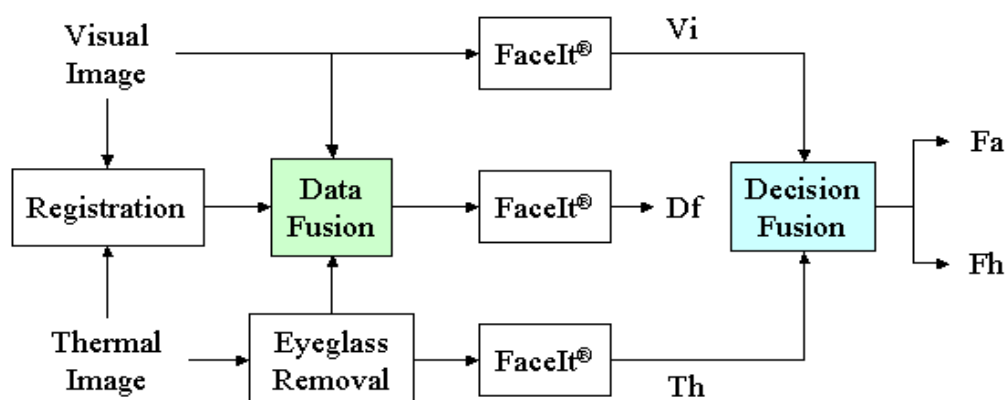 Visual
Image
FaceIt®
Vi
Registration
Data
Fusion
FaceIt®
Df
Decision
Fusion
Fa
Fh
Thermal
Image
Eyeglass
Removal
FaceIt®
Th